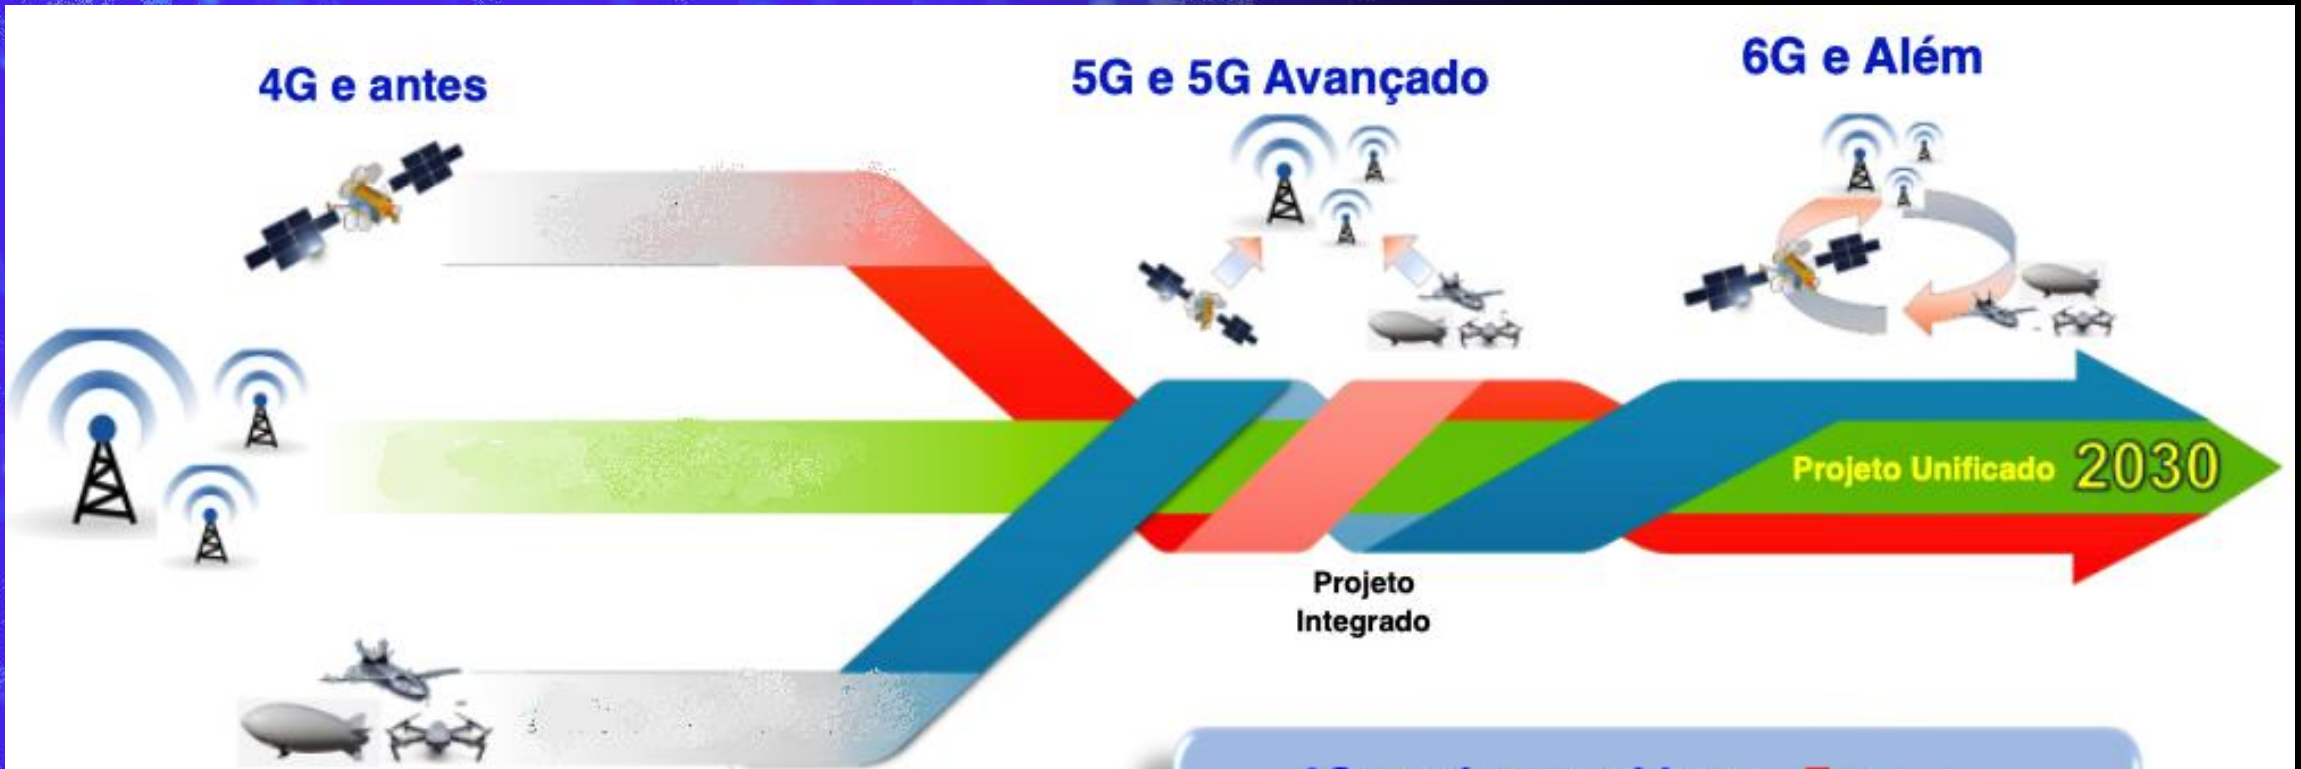 4G e antes
5G e 5G Avançado
6G e Além
Projeto Unificado 2030
Projeto
Integrado